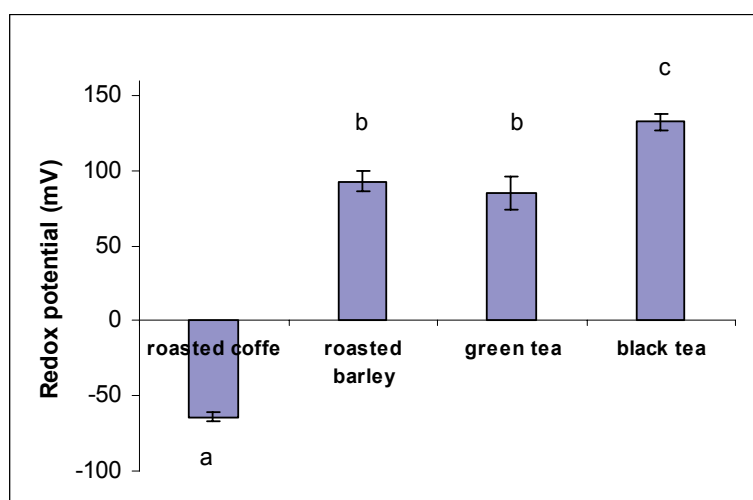 c
150
b
b
100
50
0
roasted coffe
roasted
barley
green tea
black tea
-50
a
-100
Redox potential (mV)